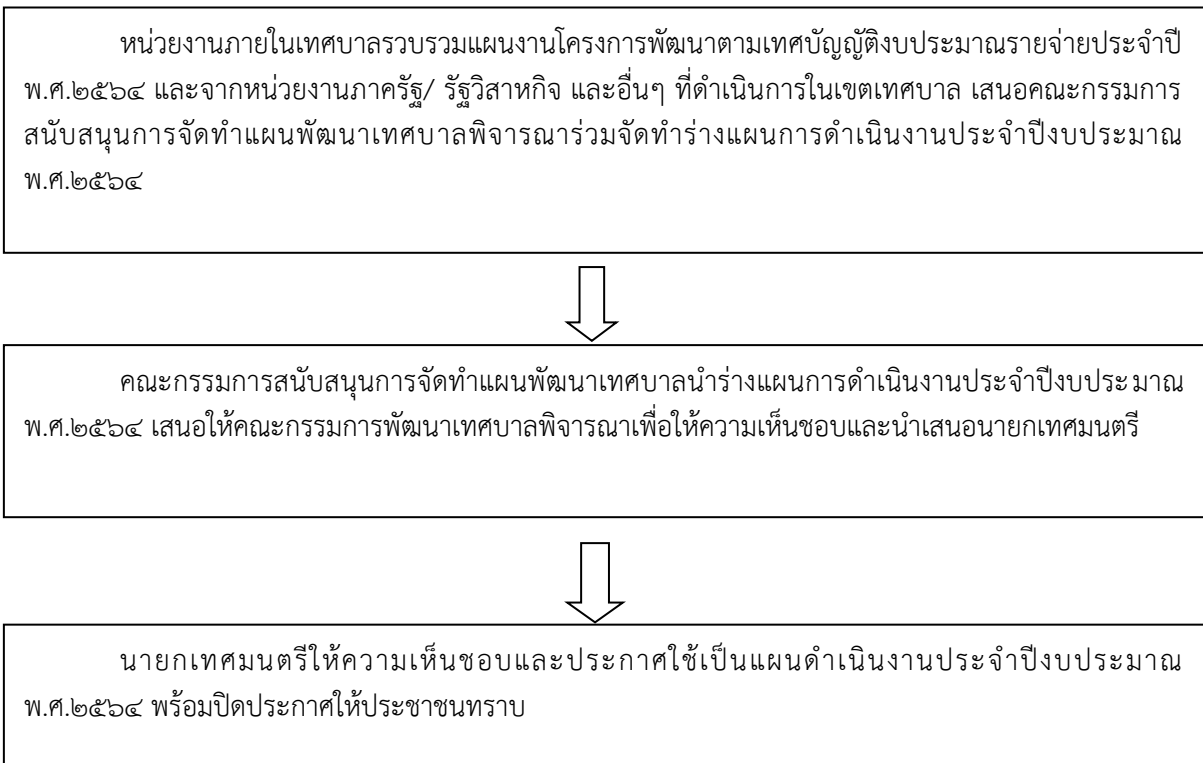 หน่วยงานภายในเทศบาลรวบรวมแผนงานโครงการพัฒนาตามเทศบัญญัติงบประมาณรายจ่ายประจำปี
พ.ศ.๒๕๖๔ และจากหน่วยงานภาครัฐ/ รัฐวิสาหกิจ และอื่นๆ ที่ดำเนินการในเขตเทศบาล เสนอคณะกรรมการ
สนับสนุนการจัดทำแผนพัฒนาเทศบาลพิจารณาร่วมจัดทำร่างแผนการดำเนินงานประจำปีงบประมาณ
พ.ศ.๒๕๖๔
คณะกรรมการสนับสนุนการจัดทำแผนพัฒนาเทศบาลนำร่างแผนการดำเนินงานประจำปีงบประมาณ
พ.ศ.๒๕๖๔ เสนอให้คณะกรรมการพัฒนาเทศบาลพิจารณาเพื่อให้ความเห็นชอบและนำเสนอนายกเทศมนตรี
นายกเทศมนตรีให้ความเห็นชอบและประกาศใช้เป็นแผนดำเนินงานประจำปีงบประมาณ
พ.ศ.๒๕๖๔ พร้อมปิดประกาศให้ประชาชนทราบ